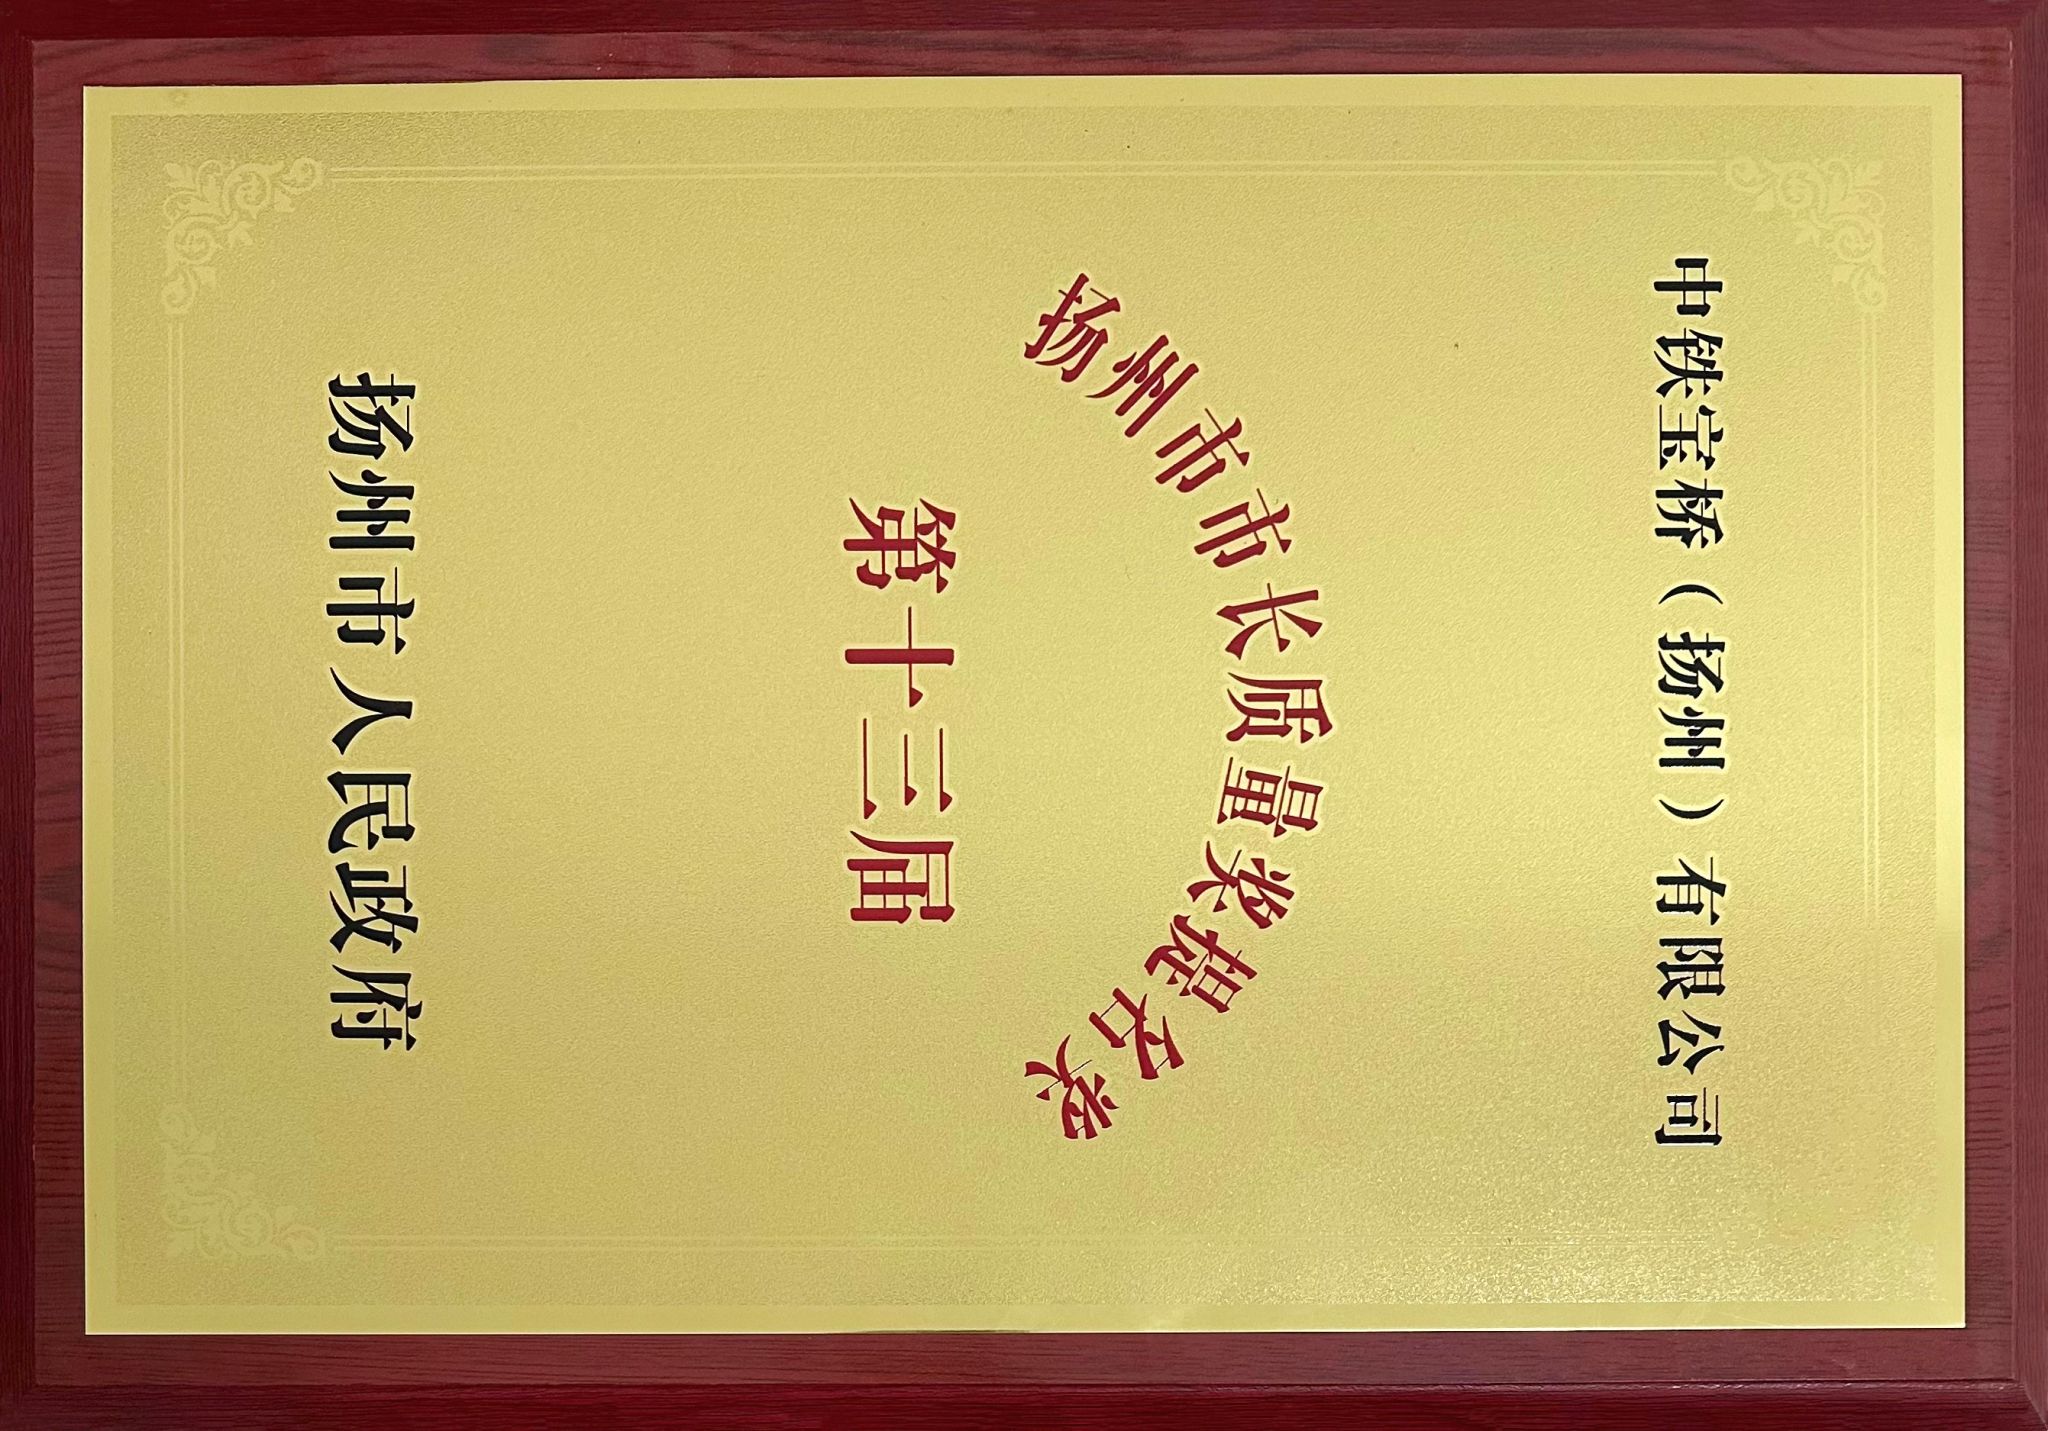 中铁宝桥（扬州）有限公司
扬州市市长质量奖提名奖
第十三届
扬州市人民政府